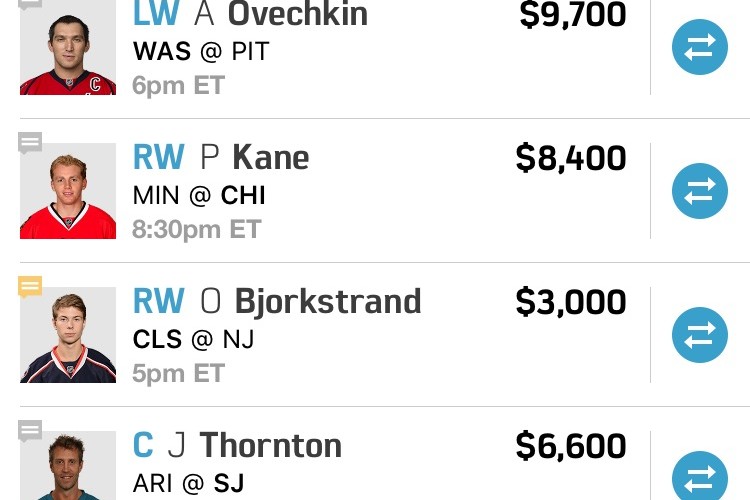 LW A Ovechkin $9,700
WAS @ PIT
6pm ET
RW P Kane $8,400
MIN @ CHI
8:30pm ET
RW O Bjorkstrand $3,000
CLS @ NJ
5pm ET
C J Thornton $6,600
ARI @ SJ